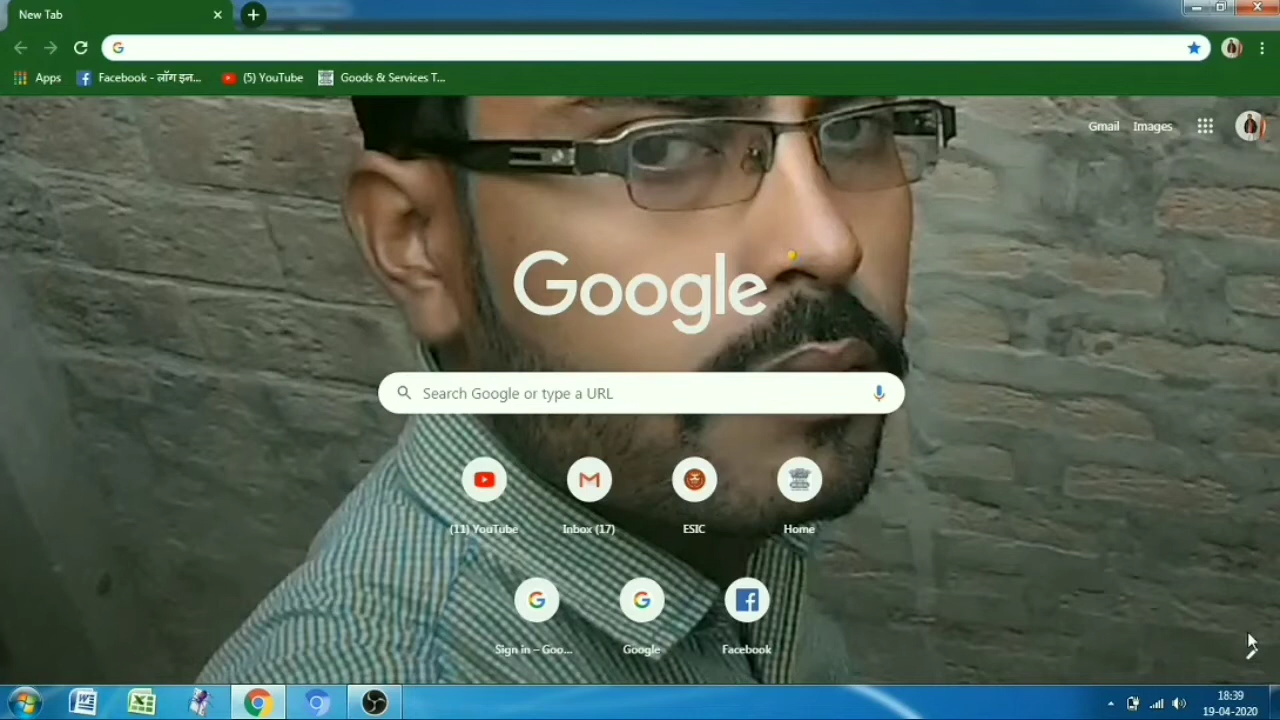 New Tab
Apps
Facebook - लॉग इन...
(5) YouTube
Goods & Services T...
Gmail
Images
Google
Search Google or type a URL
(11) YouTube
Inbox (17)
ESIC
Home
Sign in – Goo...
Google
Facebook
18:39
19-04-2020